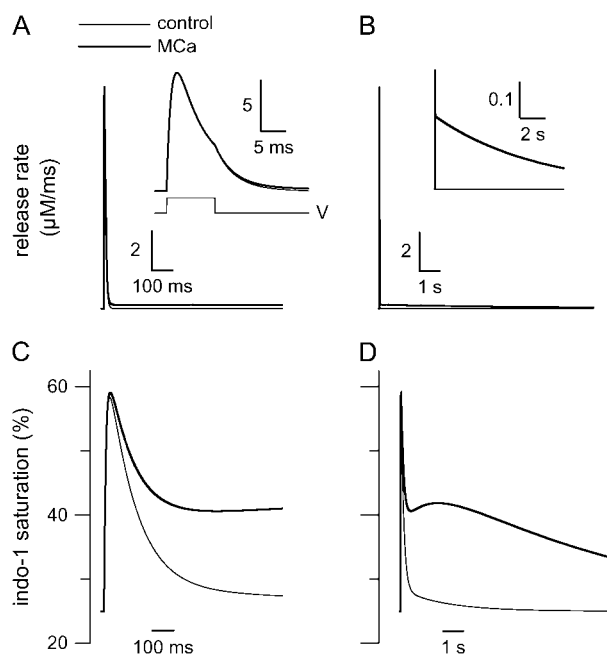 A
control
MCa
B
5
5 ms
0.1
2 s
V
release rate
(µM/ms)
2
100 ms
2
1 s
C
D
60
40
20
indo-1 saturation (%)
100 ms
1 s